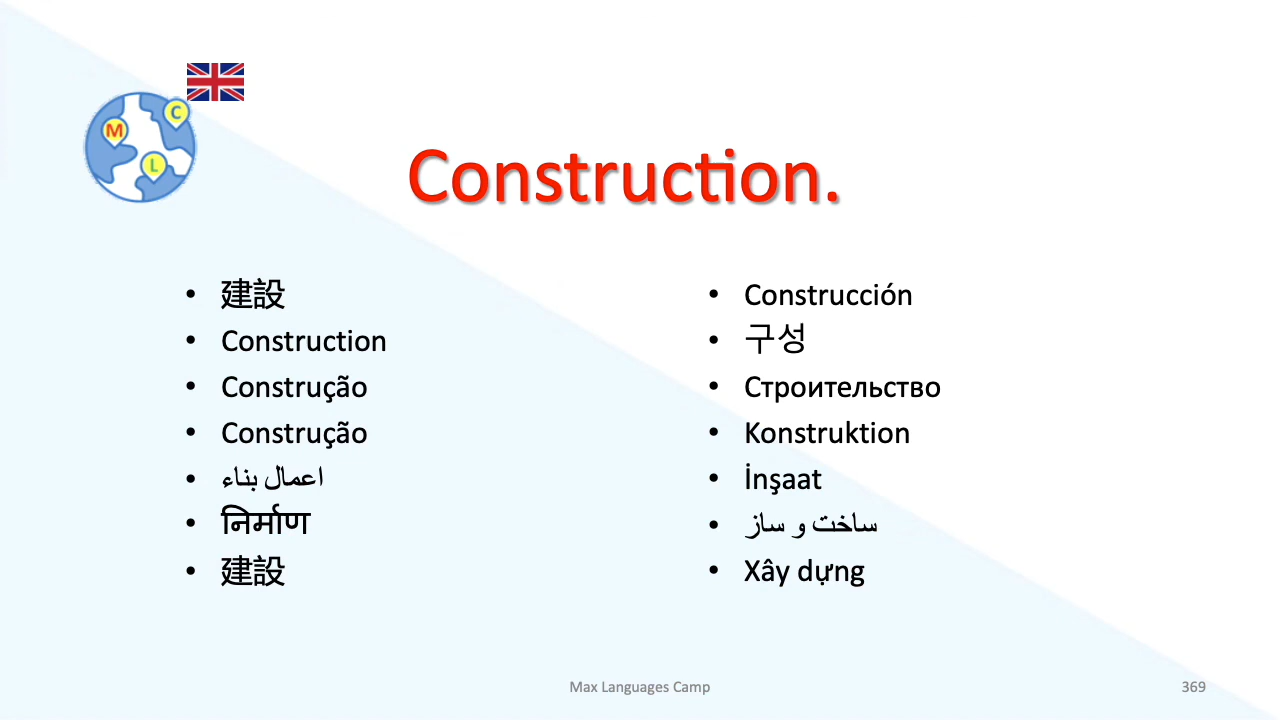 C
M
L
Construction.
• 建設
• Construction
• Construção
• Construção
• اعمال بناء
• निर्माण
• 建設
• Construcción
• 구성
• Строительство
• Konstruktion
• İnşaat
• ساخت و ساز
• Xây dựng
Max Languages Camp
369